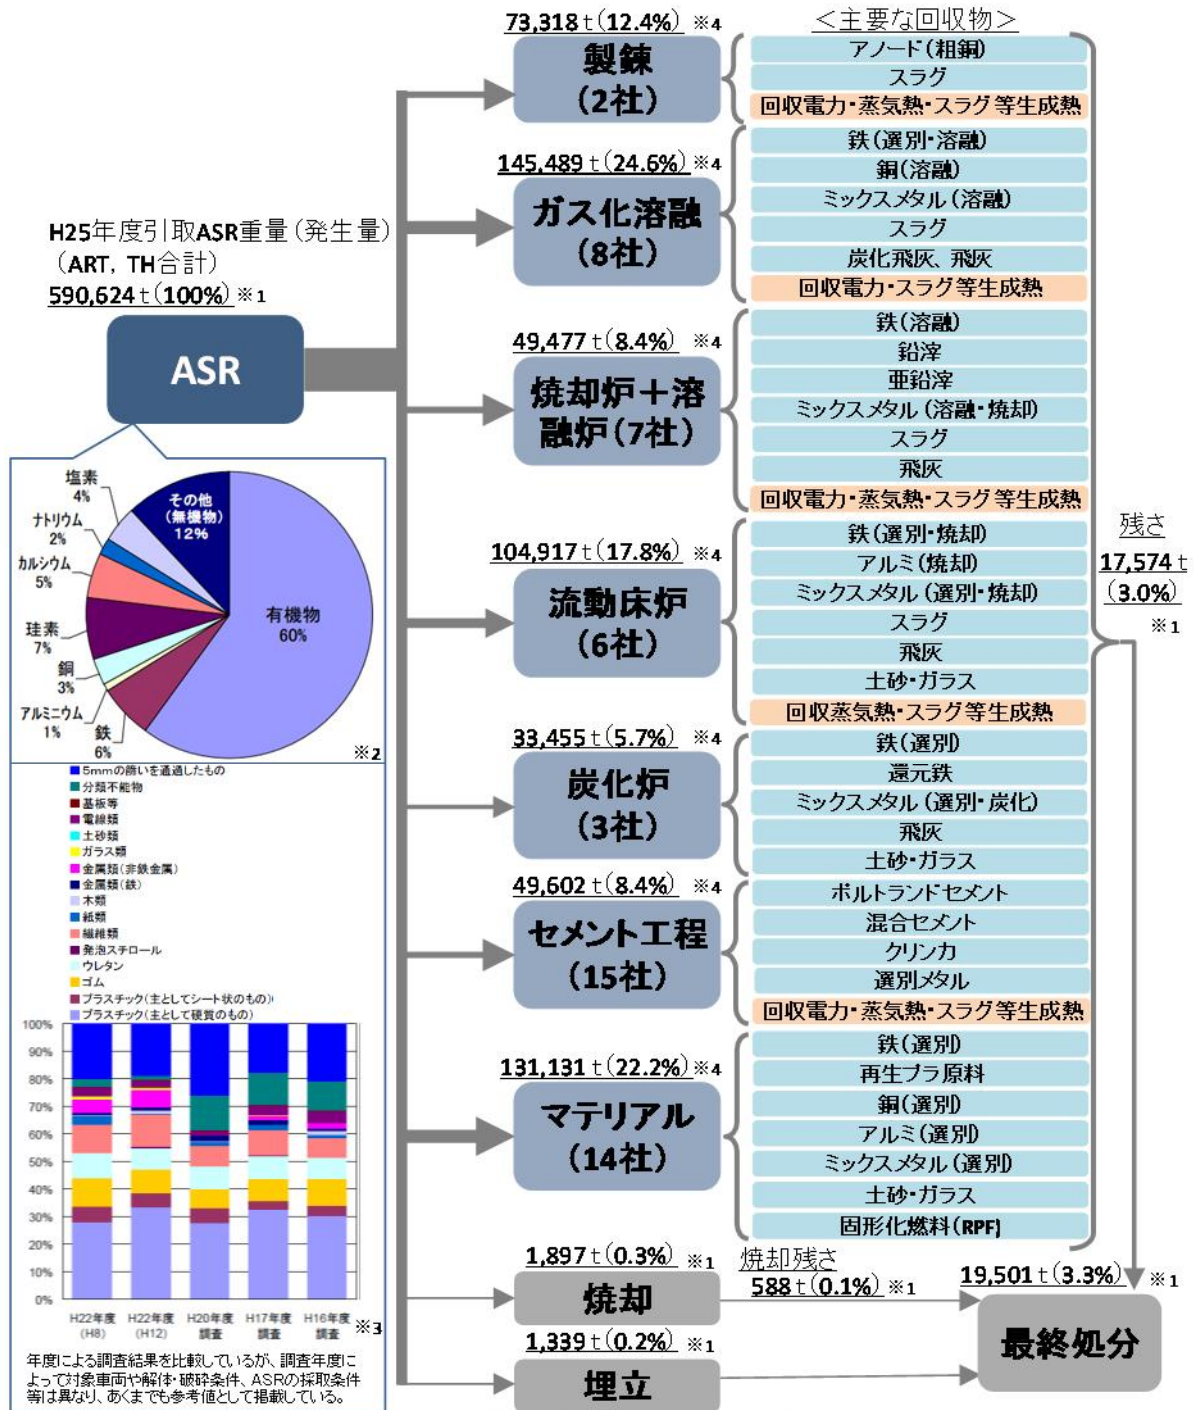 H25年度引取ASR重量(発生量)
(ART, TH合計)
590,624t(100%) ※1
ASR
塩素
4%
ナトリウム
2%
カルシウム
5%
珪素
7%
銅
3%
アルミニウム
1%
鉄
6%
その他
(無機物)
12%
有機物
60%
※2
5mmの篩いを通過したもの
分類不能物
基板等
電線類
土砂類
ガラス類
金属類(非鉄金属)
金属類(鉄)
木類
紙類
繊維類
発泡スチロール
ウレタン
ゴム
プラスチック(主としてシート状のもの)
プラスチック(主として硬質のもの)
100%
90%
80%
70%
60%
50%
40%
30%
20%
10%
0%
H22年度
(H8)
H22年度
(H12)
H20年度
調査
H17年度
調査
H16年度
調査
※3
年度による調査結果を比較しているが、調査年度に
よって対象車両や解体・破砕条件、ASRの採取条件
等は異なり、あくまでも参考値として掲載している。
<主要な回収物>
73,318t(12.4%) ※4
製錬
(2社)
アノード(粗銅)
スラグ
回収電力・蒸気熱・スラグ等生成熱
145,489t(24.6%) ※4
ガス化溶融
(8社)
鉄(選別・溶融)
銅(溶融)
ミックスメタル(溶融)
スラグ
炭化飛灰、飛灰
回収電力・スラグ等生成熱
49,477t(8.4%) ※4
焼却炉+溶
融炉(7社)
鉄(溶融)
鉛滓
亜鉛滓
ミックスメタル(溶融・焼却)
スラグ
飛灰
回収電力・蒸気熱・スラグ等生成熱
104,917t(17.8%) ※4
流動床炉
(6社)
鉄(選別・焼却)
アルミ(焼却)
ミックスメタル(選別・焼却)
スラグ
飛灰
土砂・ガラス
回収蒸気熱・スラグ等生成熱
33,455t(5.7%) ※4
炭化炉
(3社)
鉄(選別)
還元鉄
ミックスメタル(選別・炭化)
飛灰
土砂・ガラス
49,602t(8.4%) ※4
セメント工程
(15社)
ポルトランドセメント
混合セメント
クリンカ
選別メタル
回収電力・蒸気熱・スラグ等生成熱
131,131t(22.2%)※4
マテリアル
(14社)
鉄(選別)
再生プラ原料
銅(選別)
アルミ(選別)
ミックスメタル(選別)
土砂・ガラス
固形化燃料(RPF)
残さ
17,574t
(3.0%)
※1
1,897t(0.3%) ※1
焼却
焼却残さ
588t(0.1%) ※1
1,339t(0.2%) ※1
埋立
19,501t(3.3%) ※1
最終処分